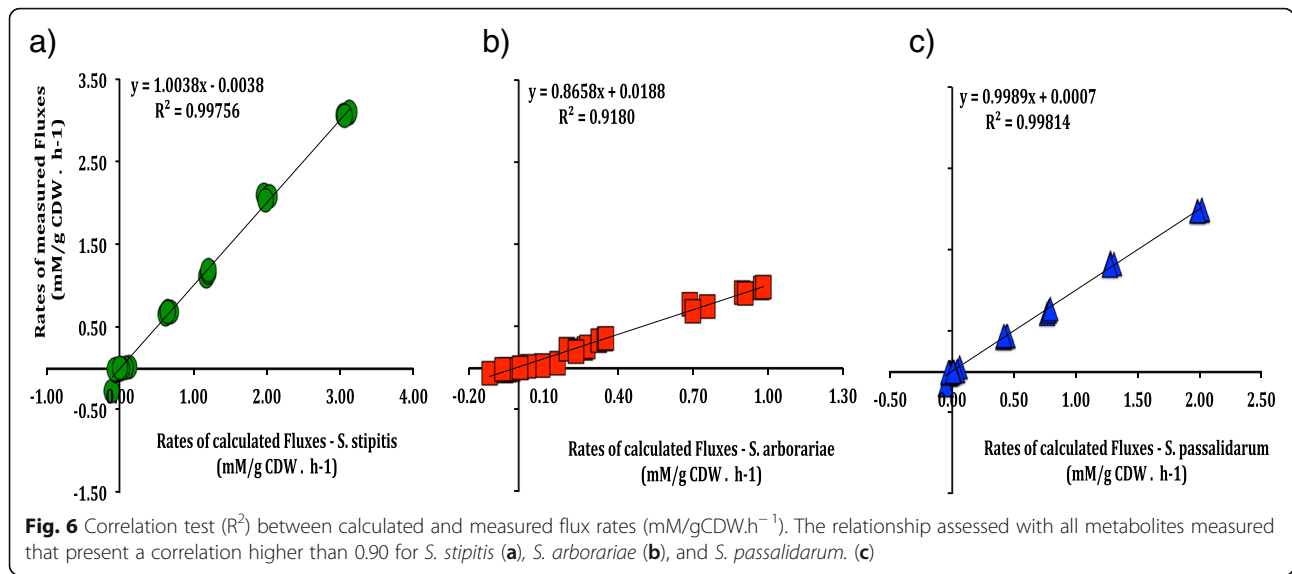 a)
b)
c)
Rates of measured Fluxes
(mM/g CDW . h-1)
3.50
2.50
1.50
0.50
-0.50
-1.50
y = 1.0038x - 0.0038
R² = 0.99756
-1.00
0.00
1.00
2.00
3.00
4.00
Rates of calculated Fluxes - S. stipitis
(mM/g CDW . h-1)
y = 0.8658x + 0.0188
R² = 0.9180
-0.20
0.10
0.40
0.70
1.00
1.30
Rates of calculated Fluxes - S. arborariae
(mM/g CDW . h-1)
y = 0.9989x + 0.0007
R² = 0.99814
-0.50
0.00
0.50
1.00
1.50
2.00
2.50
Rates of calculated Fluxes - S. passalidarum
(mM/g CDW . h-1)
Fig. 6 Correlation test (R²) between calculated and measured flux rates (mM/gCDW.h⁻¹). The relationship assessed with all metabolites measured
that present a correlation higher than 0.90 for S. stipitis (a), S. arborariae (b), and S. passalidarum. (c)